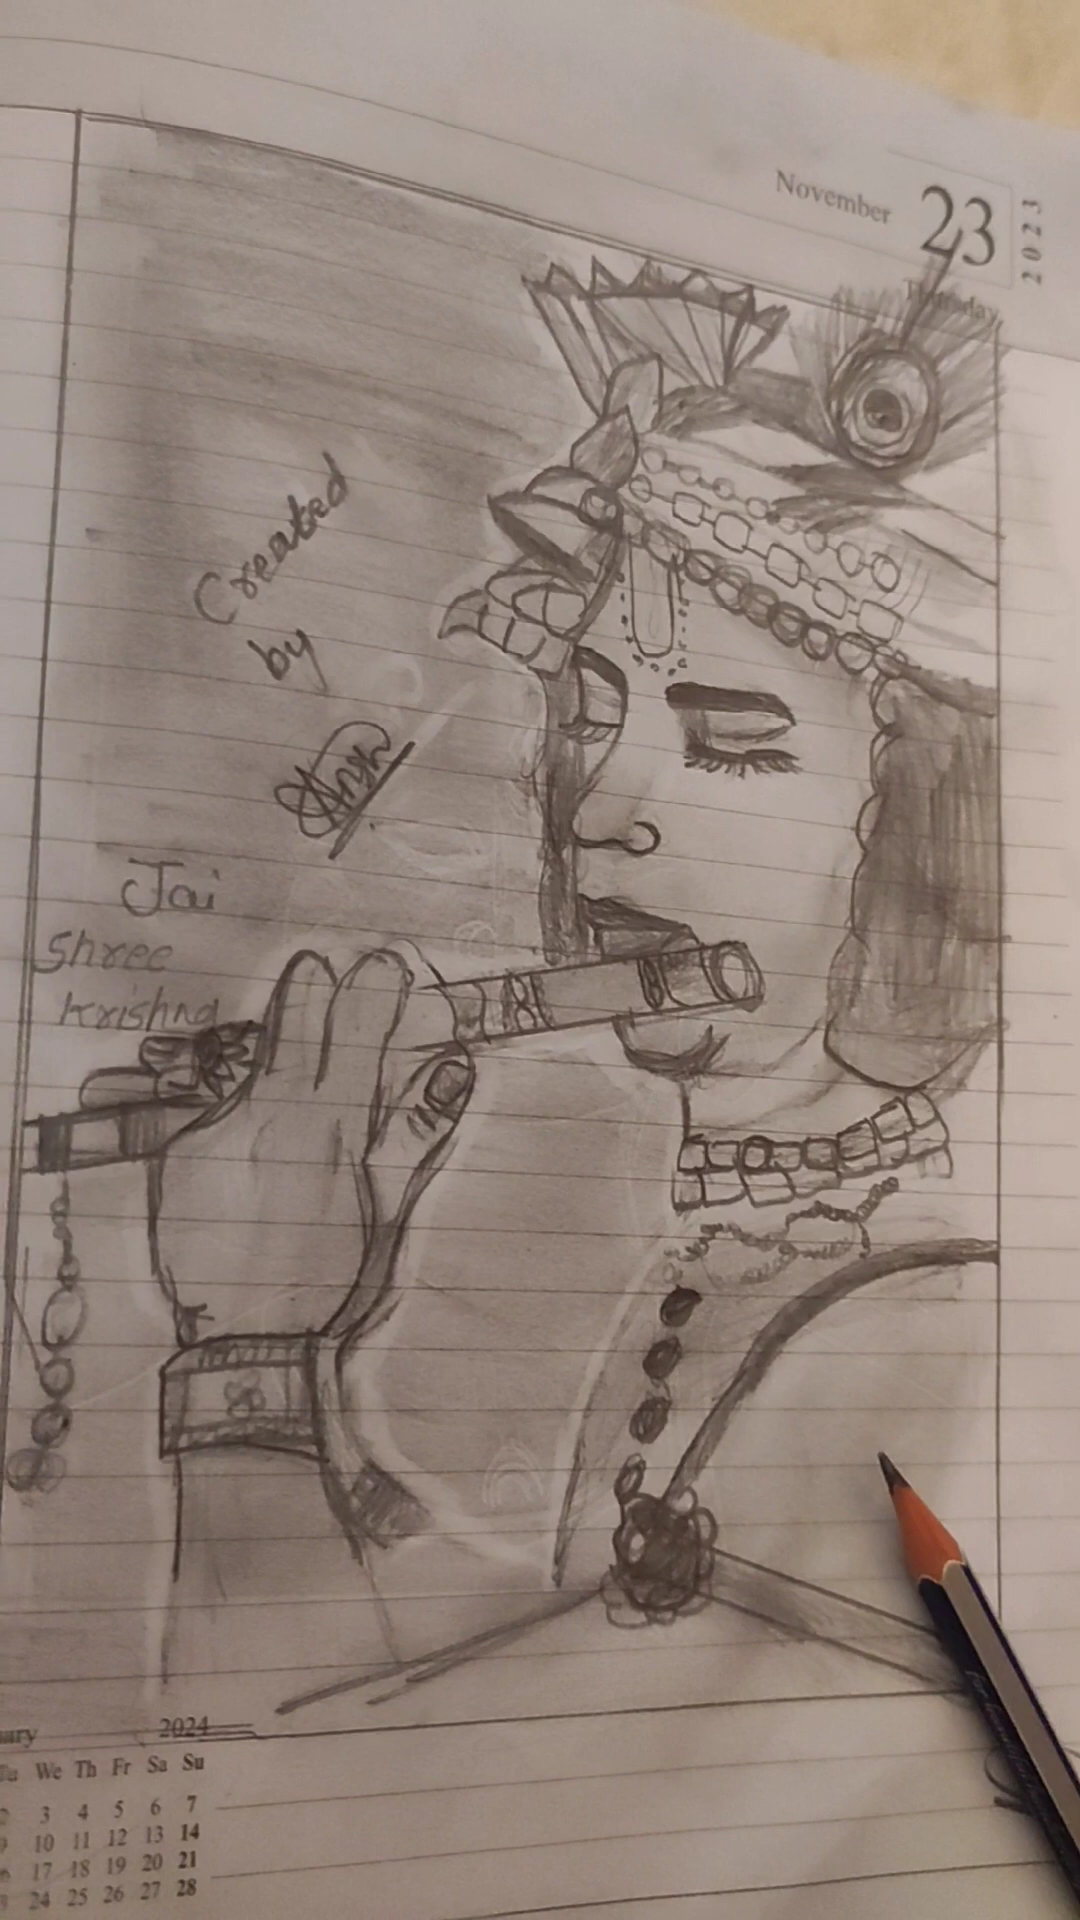 November 23
2023
Thursday
Created
by
Jai
Shree
Krishna
2024
We Th Fr Sa Su
3 4 5 6 7
10 11 12 13 14
17 18 19 20 21
24 25 26 27 28